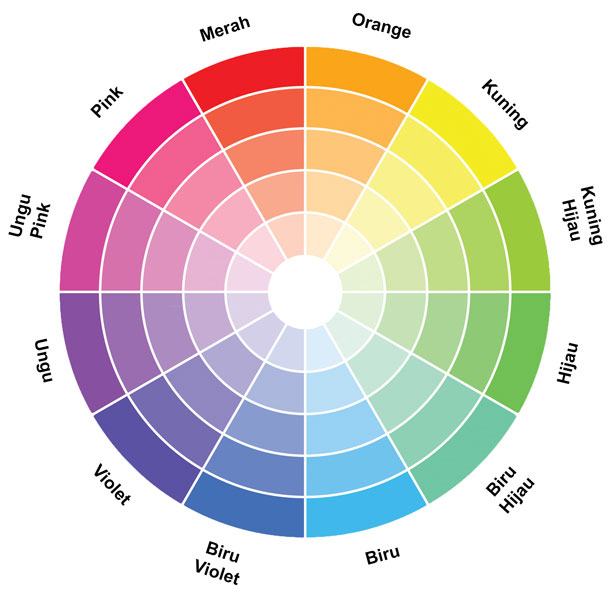 Merah
Orange
Kuning
Kuning
Hijau
Hijau
Biru
Hijau
Biru
Biru
Violet
Violet
Ungu
Ungu
Pink
Pink